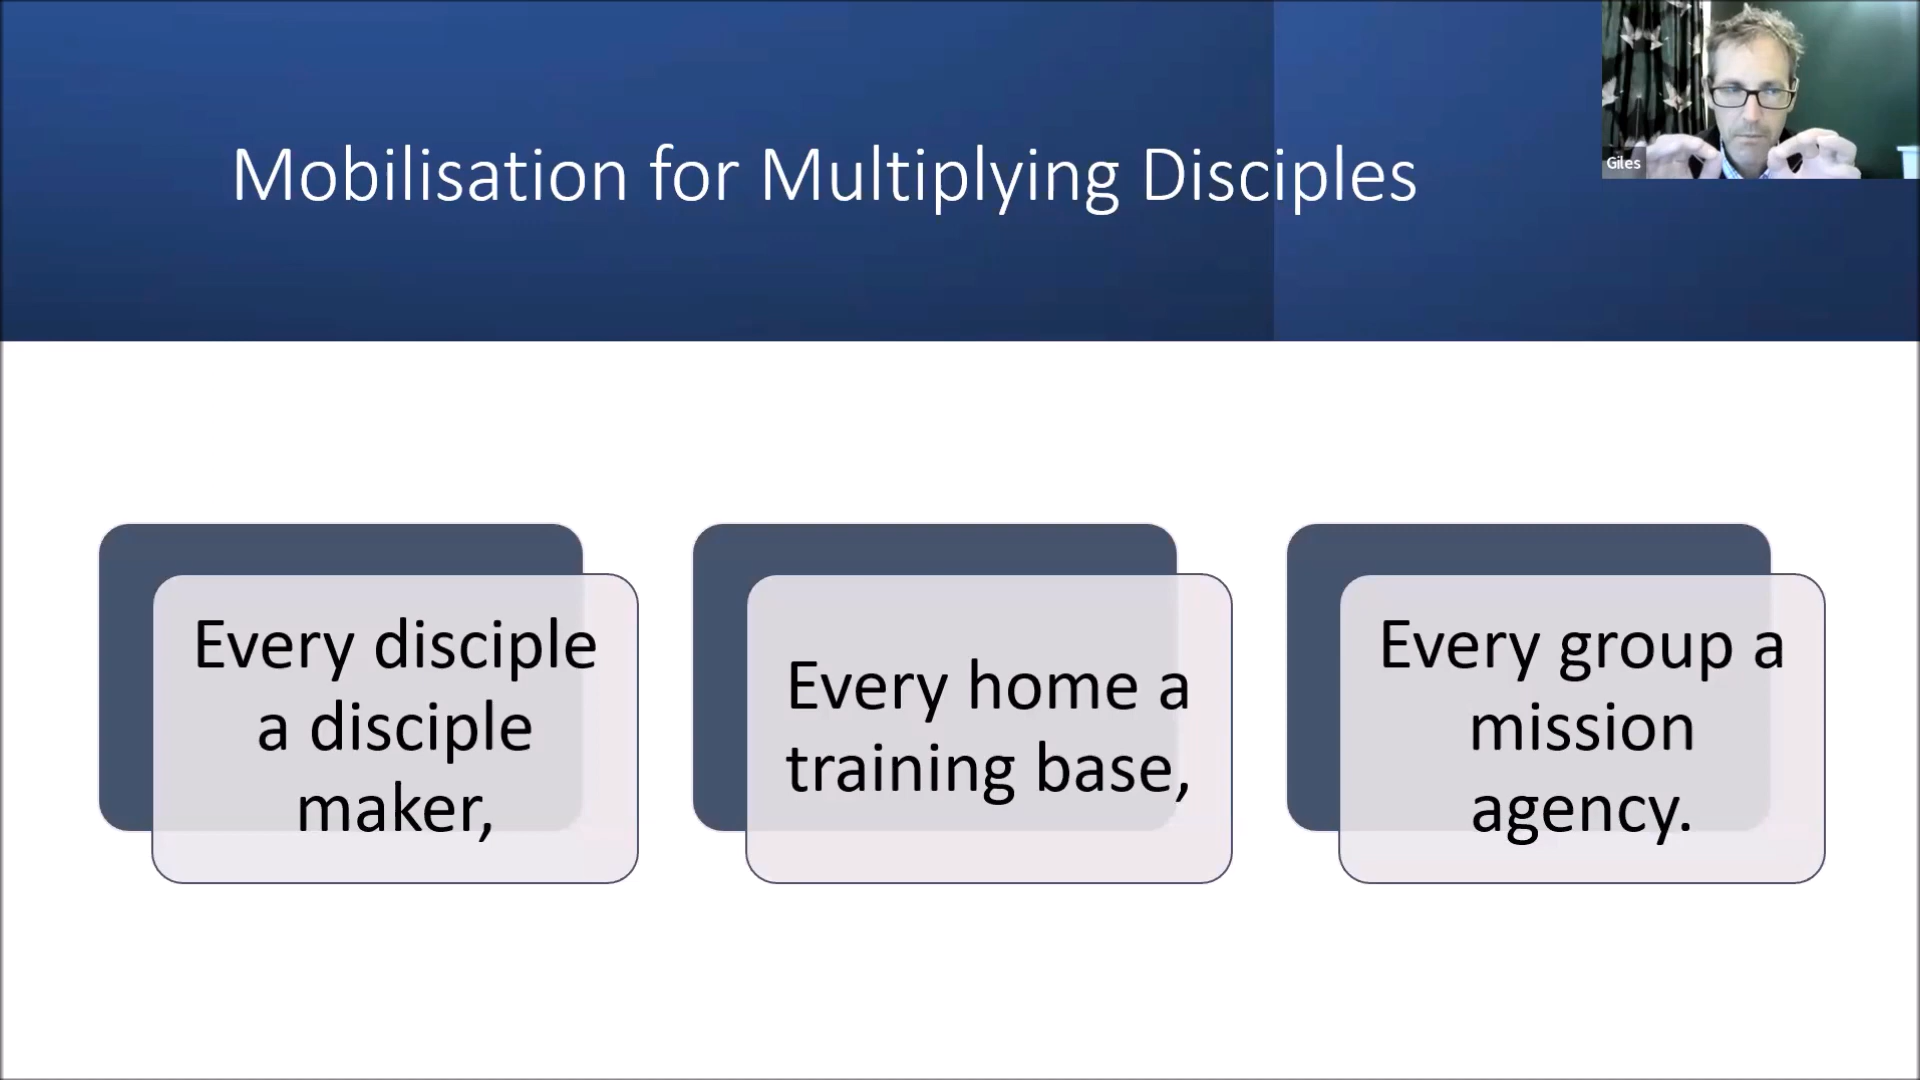 Mobilisation for Multiplying Disciples
Giles
Every disciple
a disciple
maker,
Every home a
training base,
Every group a
mission
agency.